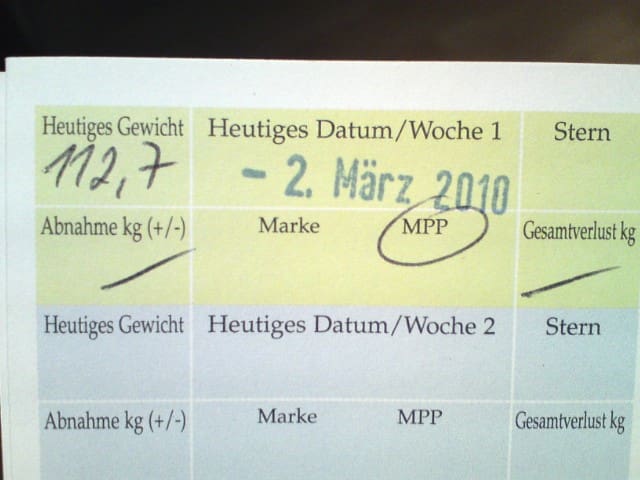 Heutiges Gewicht Heutiges Datum/Woche 1 Stern
112,7 - 2. März 2010
Abnahme kg (+/-) Marke MPP Gesamtverlust kg
Heutiges Gewicht Heutiges Datum/Woche 2 Stern
Abnahme kg (+/-) Marke MPP Gesamtverlust kg